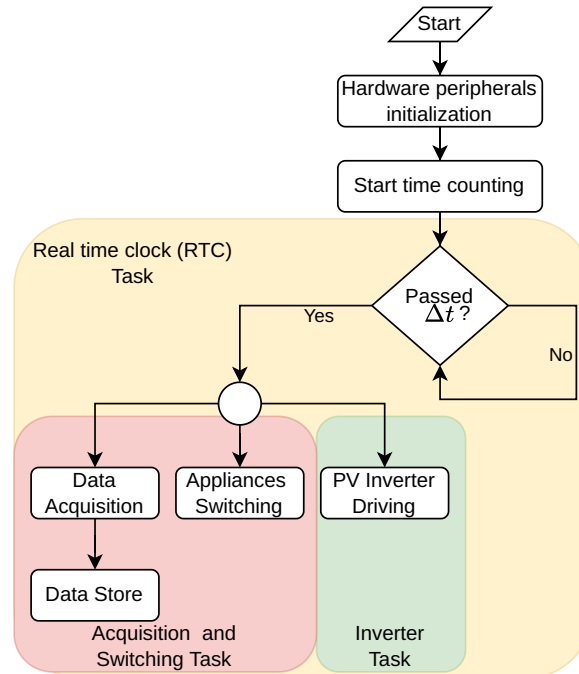 Start
Hardware peripherals
initialization
Start time counting
Real time clock (RTC)
Task
Passed
Δt ?
Yes
No
Data
Acquisition
Appliances
Switching
PV Inverter
Driving
Data Store
Acquisition and
Switching Task
Inverter
Task